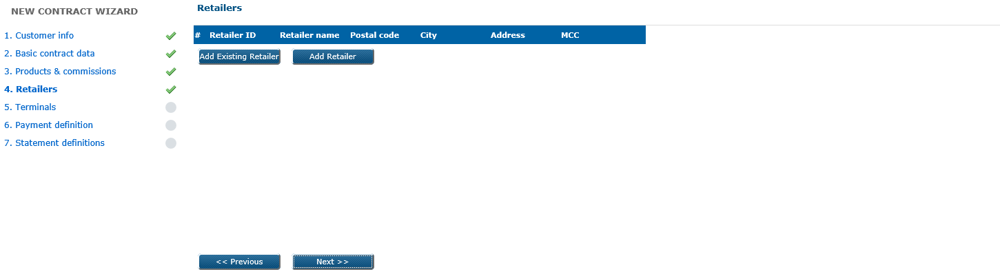 NEW CONTRACT WIZARD
1. Customer info
2. Basic contract data
3. Products & commissions
4. Retailers
5. Terminals
6. Payment definition
7. Statement definitions
Retailers
# Retailer ID Retailer name Postal code City Address MCC
Add Existing Retailer Add Retailer
<< Previous Next >>